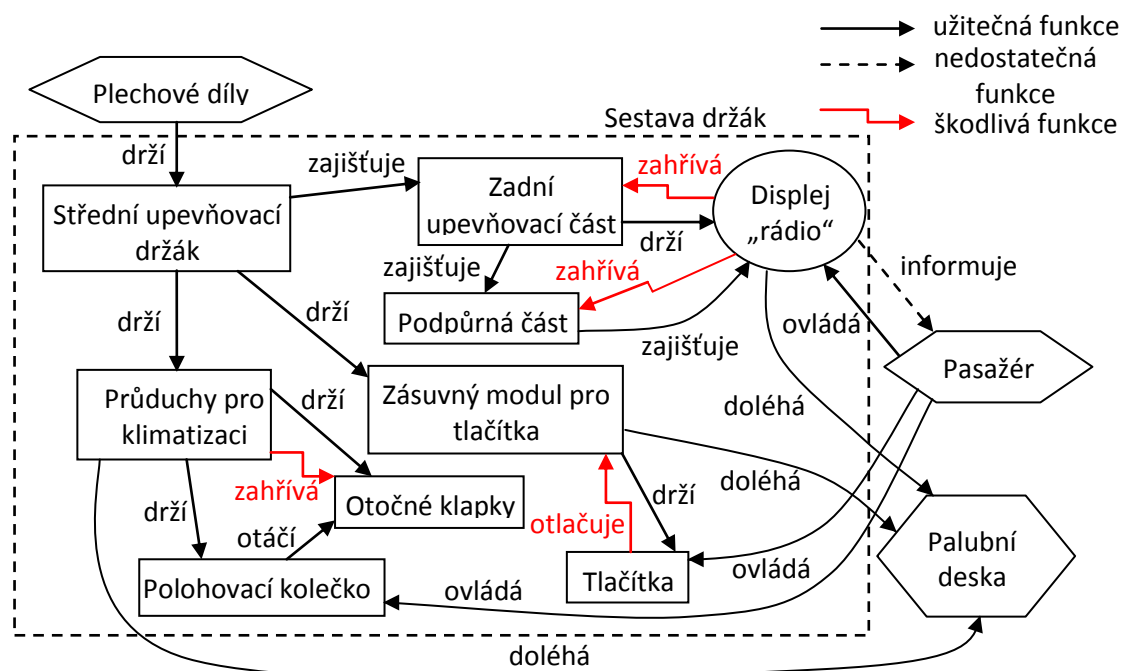 užitečná funkce
nedostatečná
funkce
škodlivá funkce
Plechové díly
Sestava držák
drží
zajišťuje
zahřívá
Střední upevňovací
držák
Zadní
upevňovací část
drží
Displej
„rádio“
informuje
zajišťuje
zahřívá
drží
drží
Podpůrná část
zajišťuje
ovládá
Pasažér
Průduchy pro
klimatizaci
drží
Zásuvný modul pro
tlačítka
doléhá
zahřívá
drží
doléhá
drží
Otočné klapky
otlačuje
otáčí
Palubní
deska
Polohovací kolečko
ovládá
Tlačítka
ovládá
doléhá